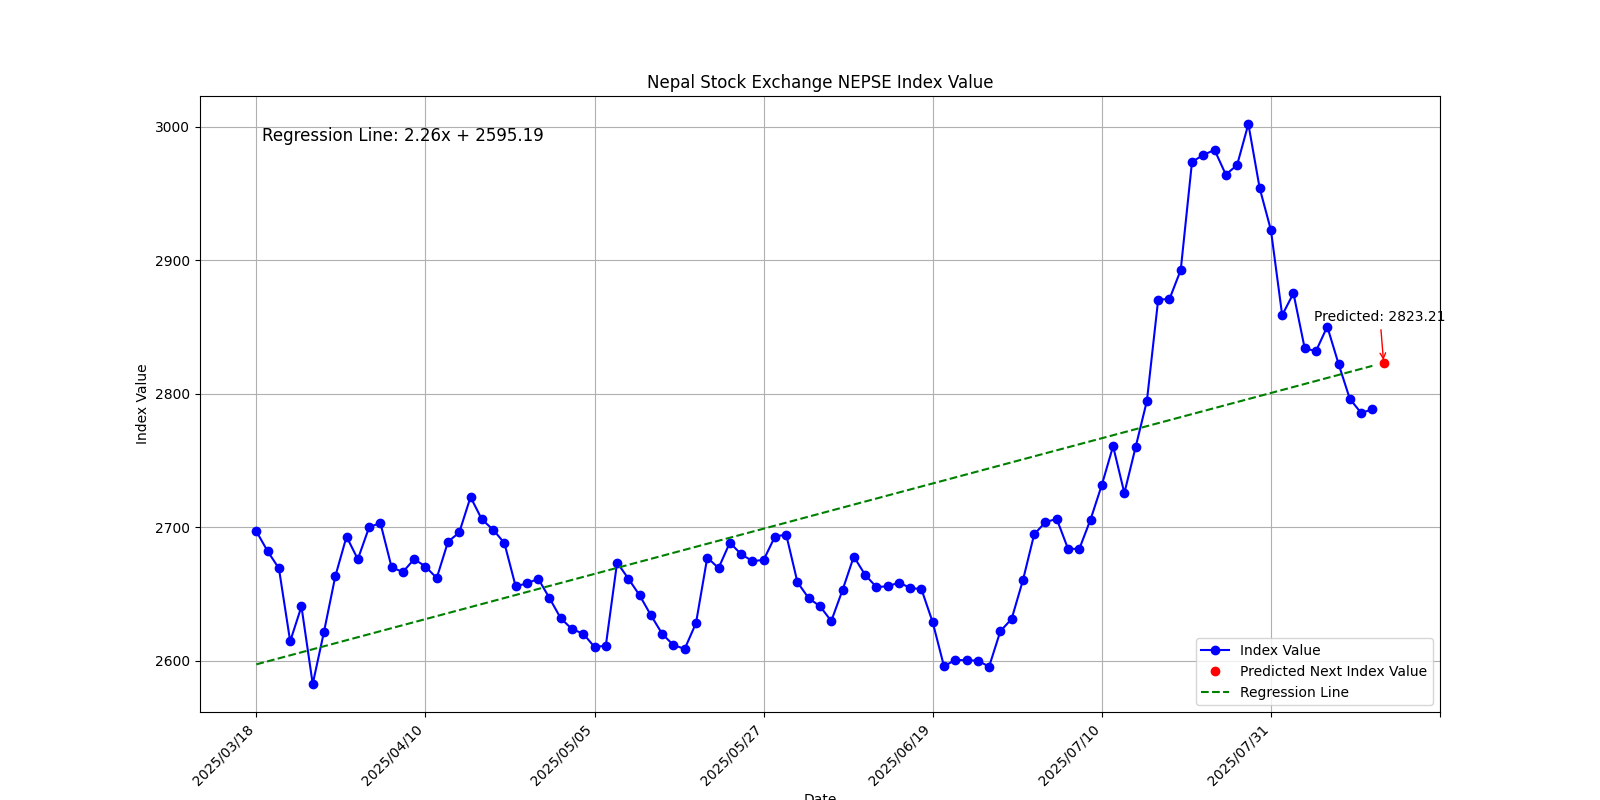 Nepal Stock Exchange NEPSE Index Value
3000
Regression Line: 2.26x + 2595.19
2900
Predicted: 2823.21
2800
Index Value
2700
2600
Index Value
Predicted Next Index Value
Regression Line
2025/03/18
2025/04/10
2025/05/05
2025/05/27
2025/06/19
2025/07/10
2025/07/31
Date